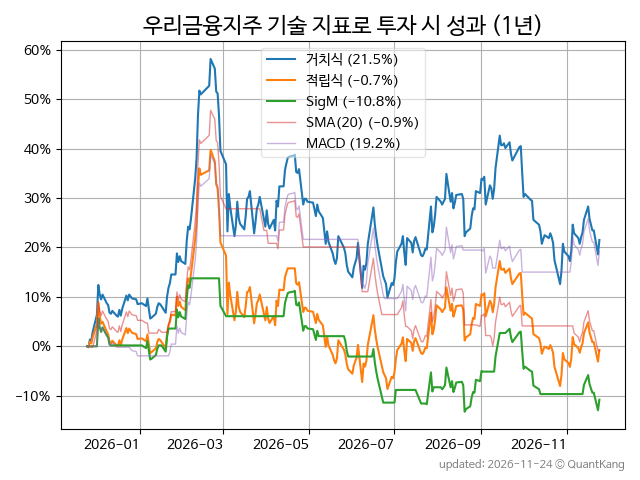 우리금융지주 기술 지표로 투자 시 성과 (1년)
60%
50%
40%
30%
20%
10%
0%
−10%
거치식 (21.5%)
적립식 (−0.7%)
SigM (−10.8%)
SMA(20) (−0.9%)
MACD (19.2%)
2026-01
2026-03
2026-05
2026-07
2026-09
2026-11
updated: 2026-11-24 © QuantKang